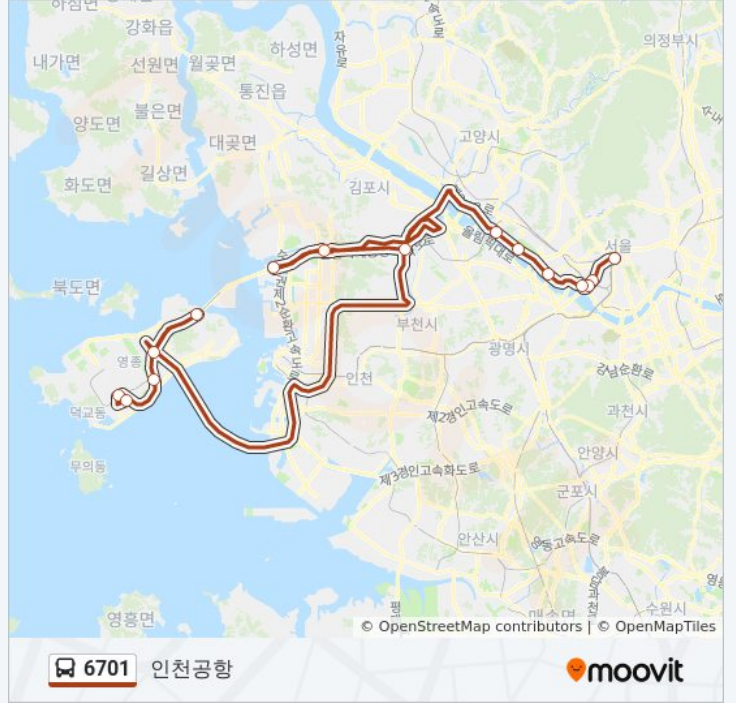 강화읍
의정부시
하성면
자유로
내가면
선원면
월곶면
통진읍
불은면
양도면
고양시
대곶면
길상면
화도면
김포시
올림픽대로
서울
북도면
부천시
광명시
영종
인천
강남순환로
덕교동
제2경인고속도로
과천시
안양시
무의동
제3경인고속화도로
군포시
안산시
영흥면
수원시
© OpenStreetMap contributors | © OpenMapTiles
6701 인천공항
moovit